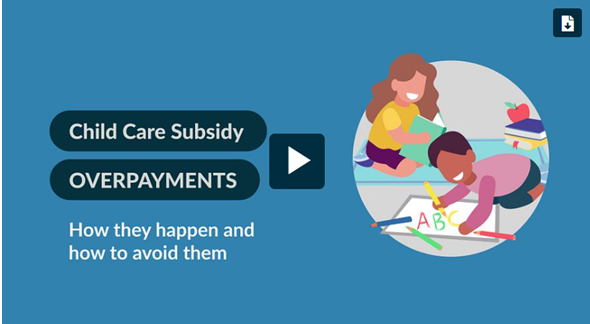 Child Care Subsidy
OVERPAYMENTS
How they happen and
how to avoid them
ABC